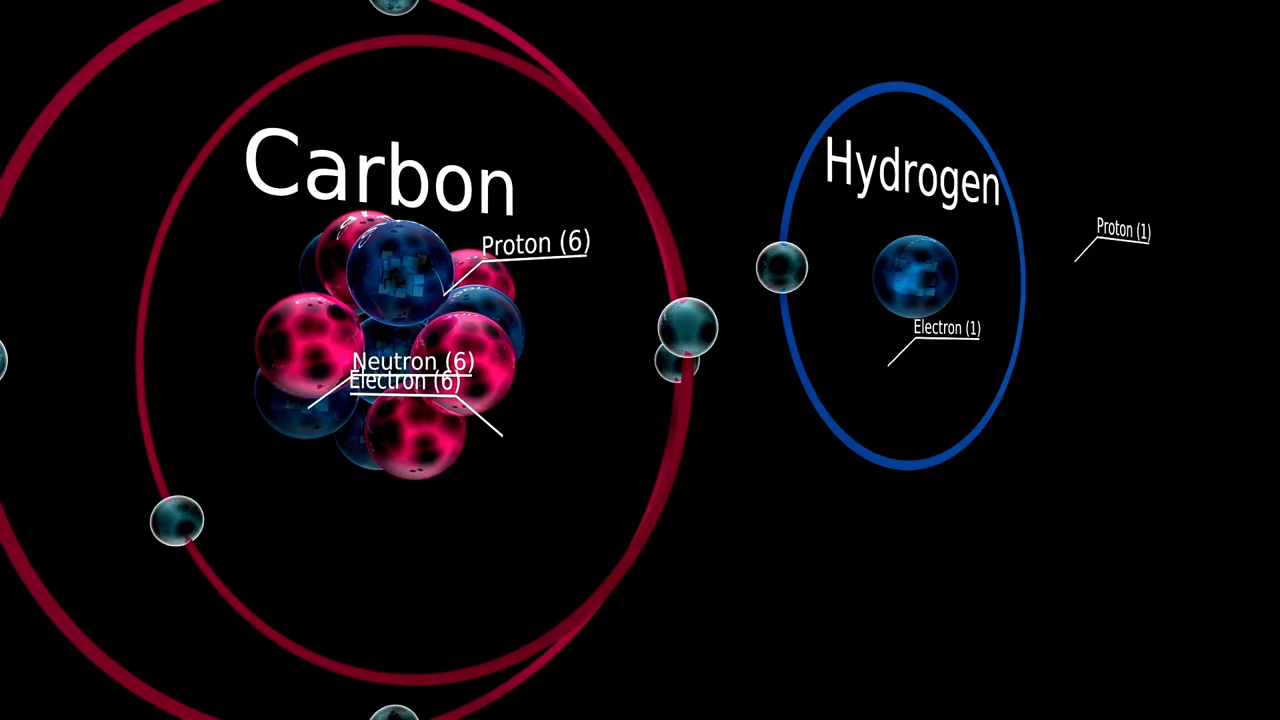 Carbon
Proton (6)
Neutron (6)
Electron (6)
Hydrogen
Proton (1)
Electron (1)